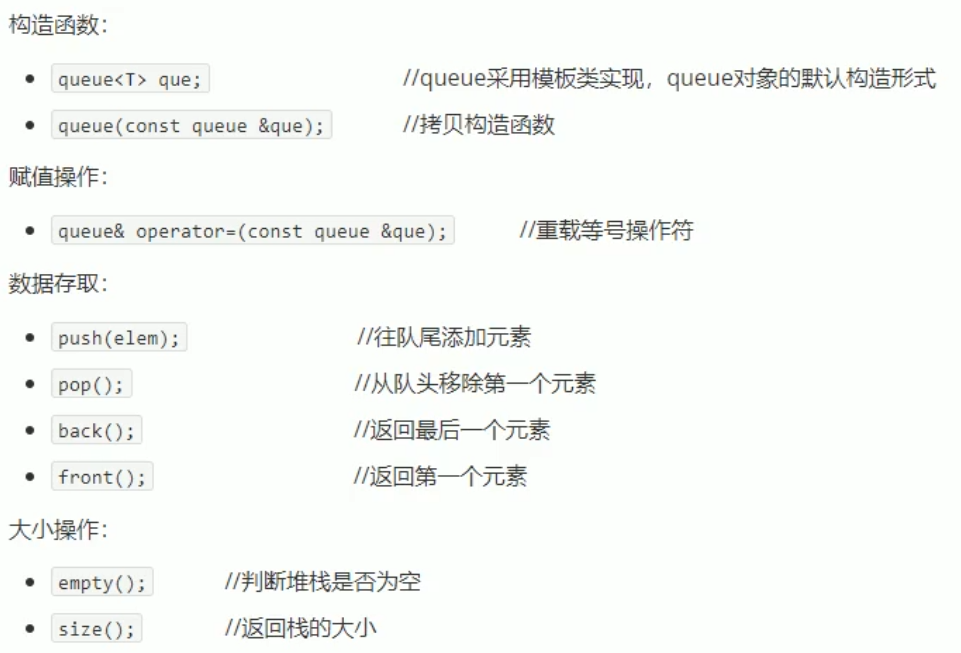 构造函数：
queue<T> que; //queue采用模板类实现，queue对象的默认构造形式
queue(const queue &que); //拷贝构造函数
赋值操作：
queue& operator=(const queue &que); //重载等号操作符
数据存取：
push(elem); //往队尾添加元素
pop(); //从队头移除第一个元素
back(); //返回最后一个元素
front(); //返回第一个元素
大小操作：
empty(); //判断堆栈是否为空
size(); //返回栈的大小